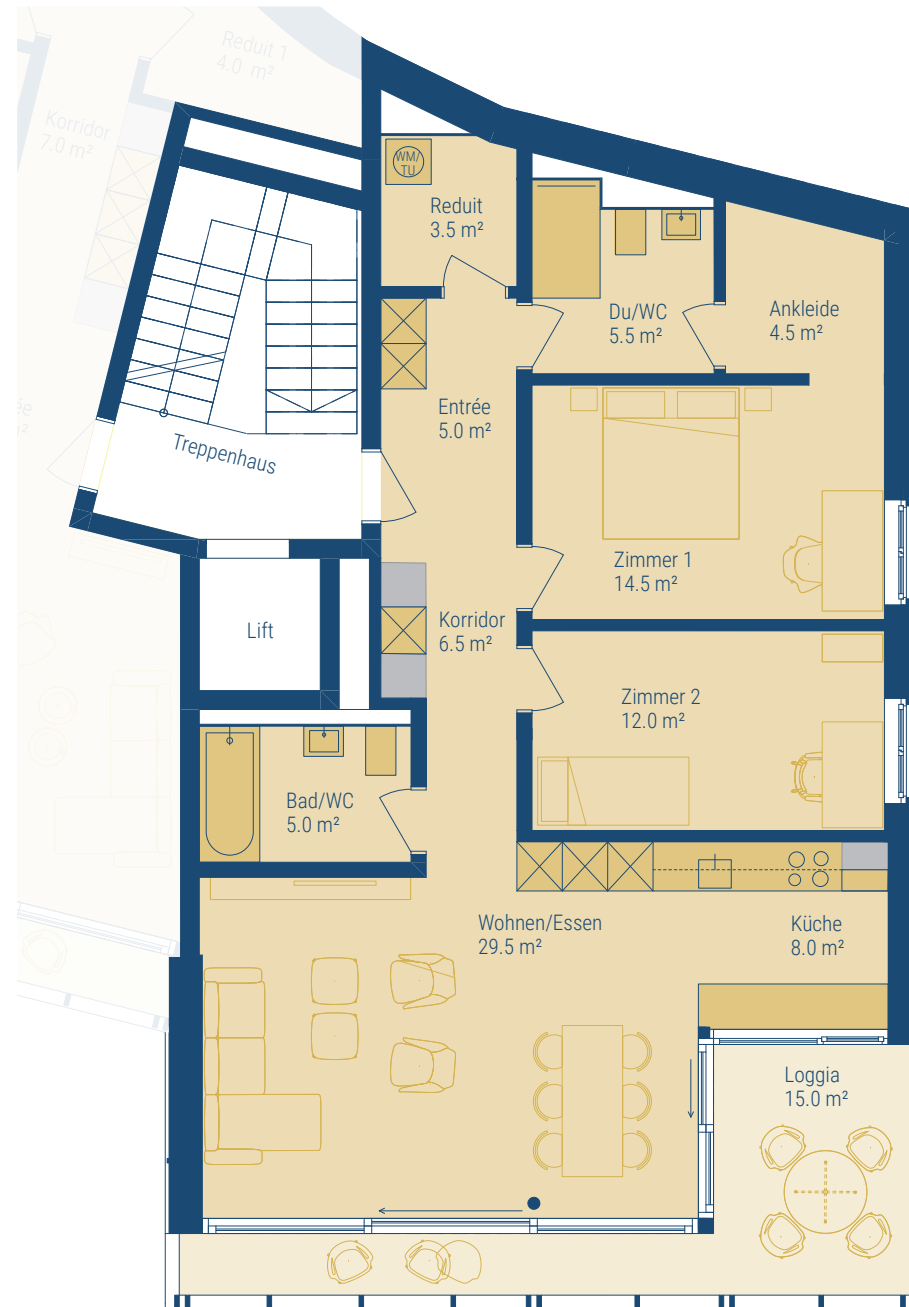 Reduit 1
4.0 m²
Korridor
7.0 m²
WM/
TU
Reduit
3.5 m²
Du/WC
5.5 m²
Ankleide
4.5 m²
Entrée
5.0 m²
Treppenhaus
Zimmer 1
14.5 m²
Lift
Korridor
6.5 m²
Zimmer 2
12.0 m²
Bad/WC
5.0 m²
Wohnen/Essen
29.5 m²
Küche
8.0 m²
Loggia
15.0 m²